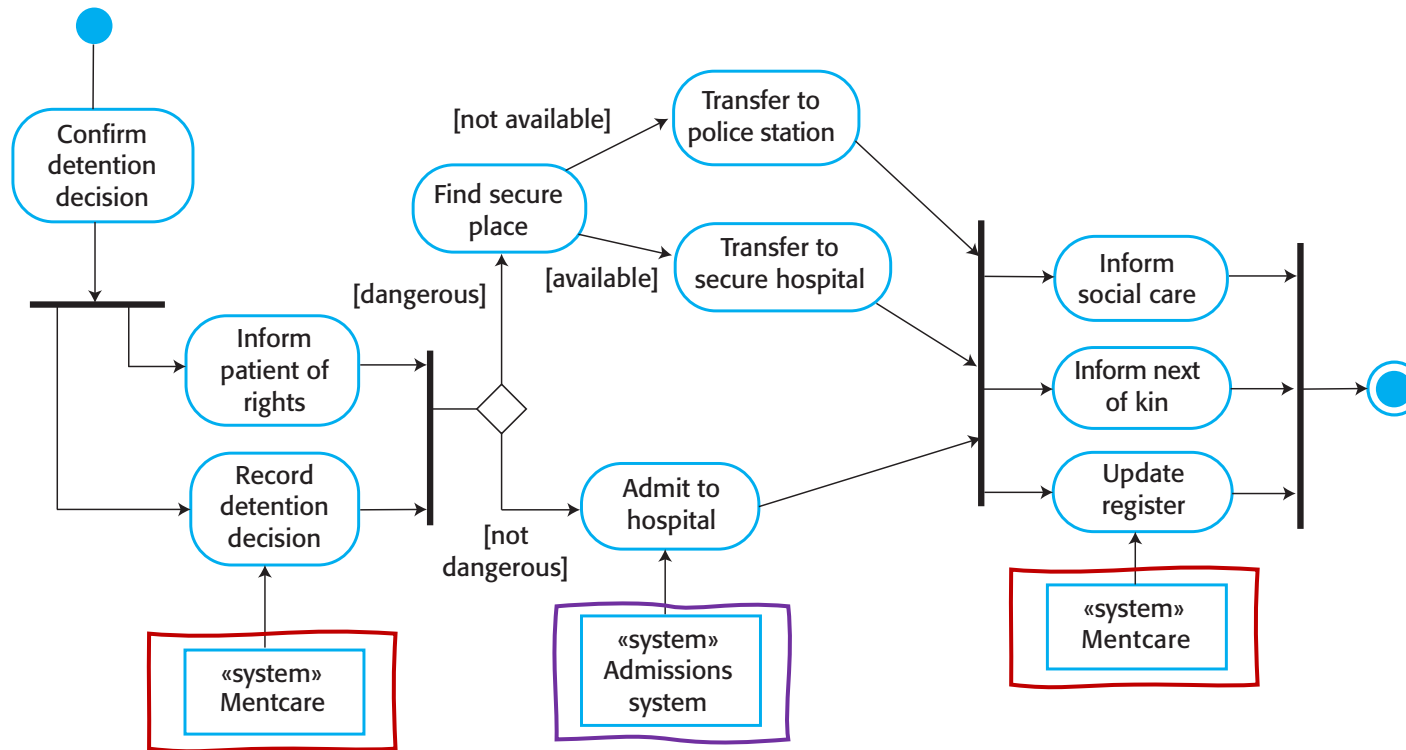 Confirm
detention
decision
Inform
patient of
rights
Record
detention
decision
«system»
Mentcare
[dangerous]
[not
dangerous]
Find secure
place
[not available]
[available]
Transfer to
police station
Transfer to
secure hospital
Admit to
hospital
«system»
Admissions
system
Inform
social care
Inform next
of kin
Update
register
«system»
Mentcare